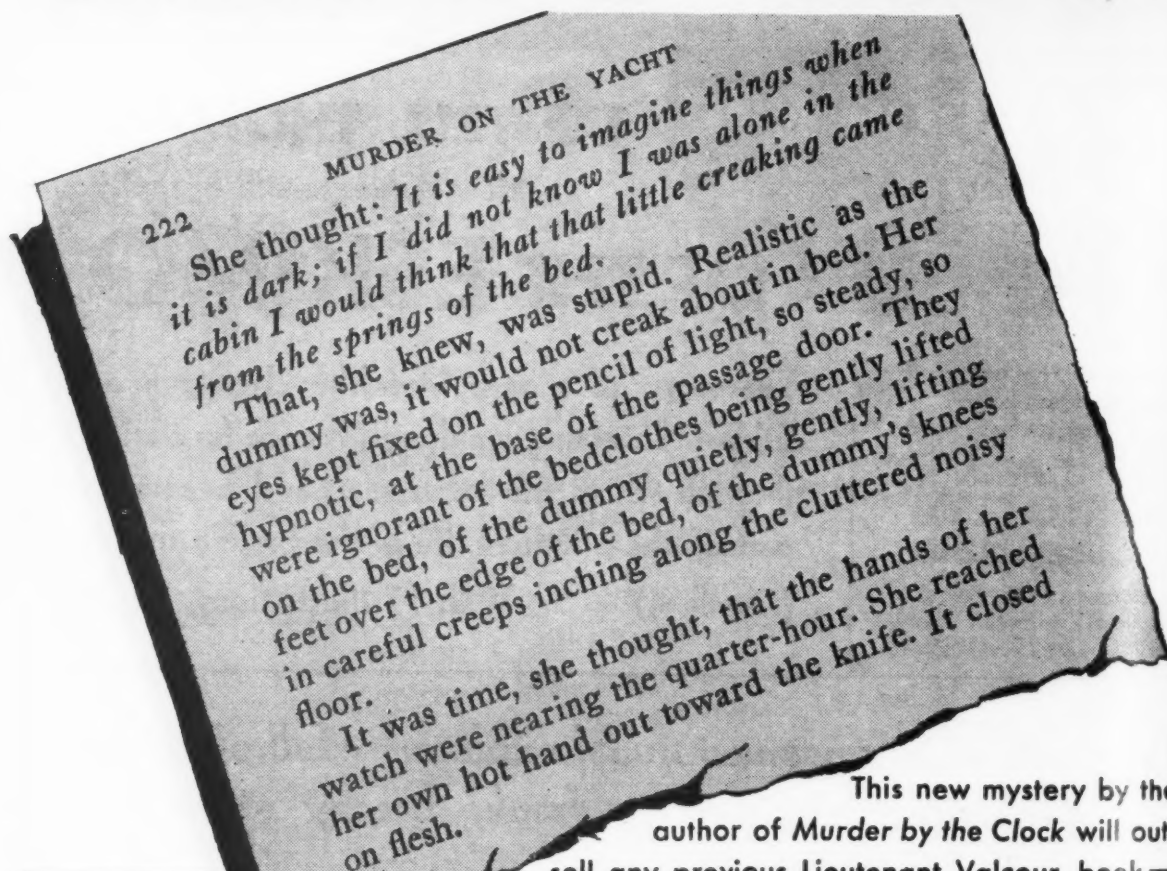 MURDER ON THE YACHT
222
She thought: It is easy to imagine things when
it is dark; if I did not know I was alone in the
cabin I would think that that little creaking came
from the springs of the bed.
That, she knew, was stupid. Realistic as the
dummy was, it would not creak about in bed. Her
eyes kept fixed on the pencil of light, so steady, so
hypnotic, at the base of the passage door. They
were ignorant of the bedclothes being gently lifted
on the bed, of the dummy quietly, gently, lifting
feet over the edge of the bed, of the dummy's knees
in careful creeps inching along the cluttered noisy
floor.
It was time, she thought, that the hands of her
watch were nearing the quarter-hour. She reached
her own hot hand out toward the knife. It closed
on flesh.
This new mystery by the
author of Murder by the Clock will out-
sell any previous Lieutenant Valcour book—